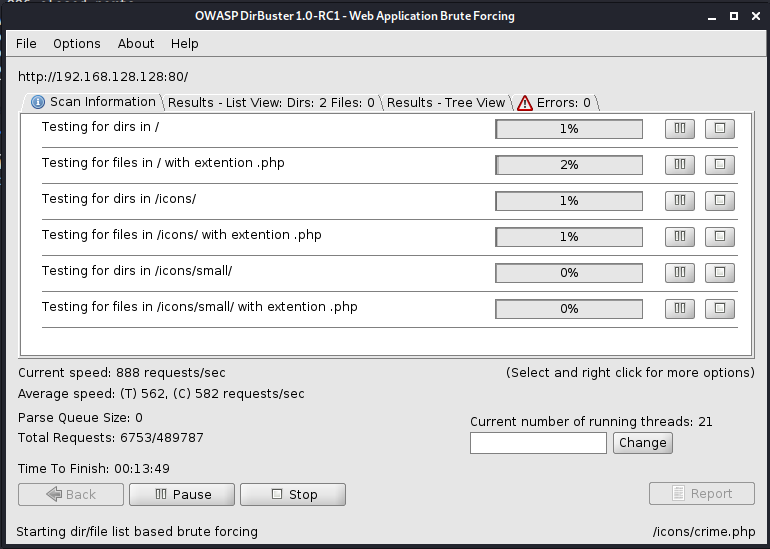 OWASP DirBuster 1.0-RC1 - Web Application Brute Forcing
File Options About Help
http://192.168.128.128:80/
Scan Information Results - List View: Dirs: 2 Files: 0 Results - Tree View Errors: 0
Testing for dirs in / 1%
Testing for files in / with extention .php 2%
Testing for dirs in /icons/ 1%
Testing for files in /icons/ with extention .php 1%
Testing for dirs in /icons/small/ 0%
Testing for files in /icons/small/ with extention .php 0%
Current speed: 888 requests/sec (Select and right click for more options)
Average speed: (T) 562, (C) 582 requests/sec
Parse Queue Size: 0
Current number of running threads: 21
Total Requests: 6753/489787
Change
Time To Finish: 00:13:49
Back Pause Stop Report
Starting dir/file list based brute forcing /icons/crime.php